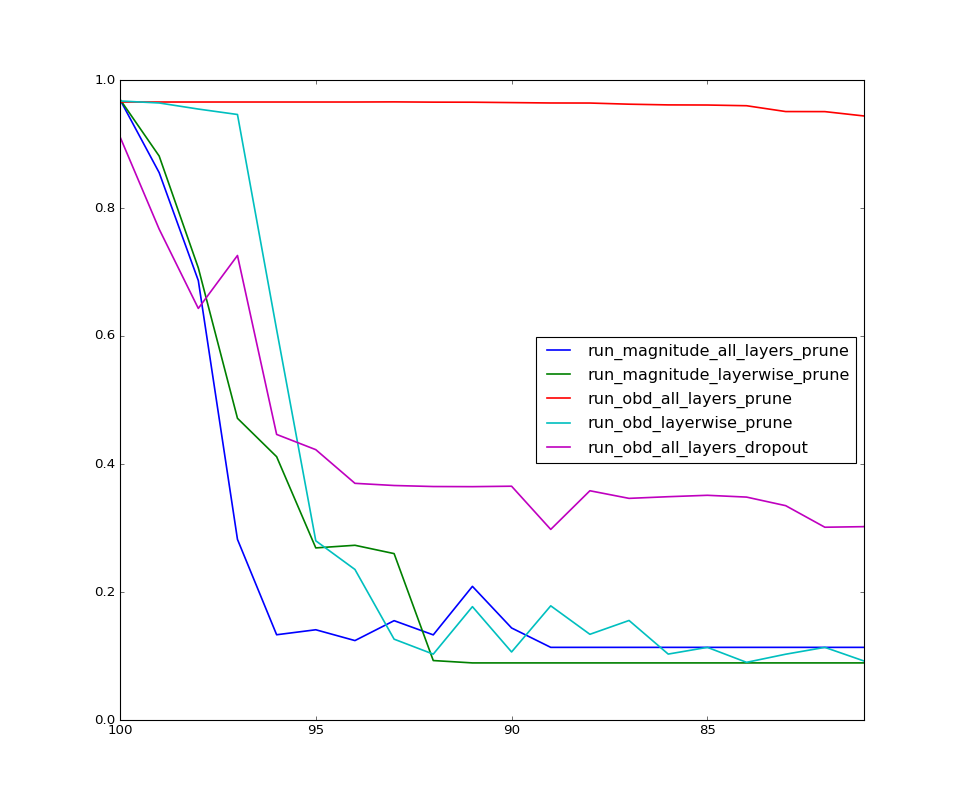 1.0
0.8
0.6
0.4
0.2
0.0
100
95
90
85
run_magnitude_all_layers_prune
run_magnitude_layerwise_prune
run_obd_all_layers_prune
run_obd_layerwise_prune
run_obd_all_layers_dropout